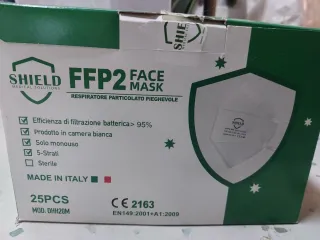 SHIELD
MEDICAL SOLUTIONS
FFP2 FACE MASK
RESPIRATORE PARTICOLATO PIEGHEVOLE
Efficienza di filtrazione batterica> 95%
Prodotto in camera bianca
Solo monouso
5-Strati
Sterile
MADE IN ITALY
25PCS
CE 2163
EN149:2001+A1:2009